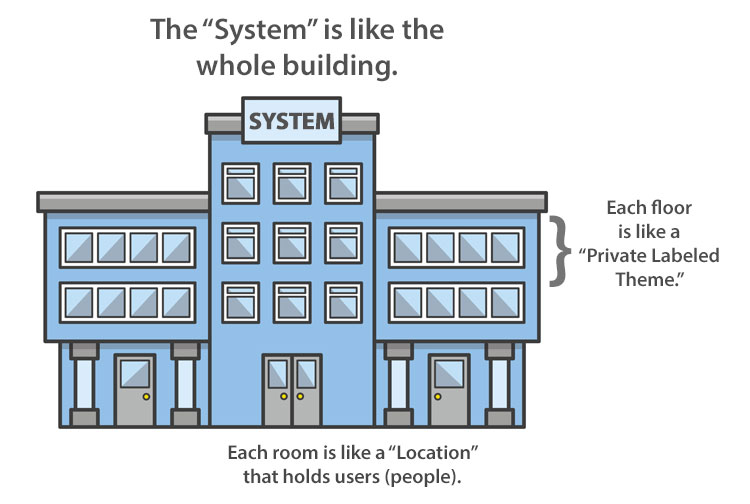 The “System” is like the
whole building.
SYSTEM
Each floor
is like a
“Private Labeled
Theme.”
Each room is like a “Location”
that holds users (people).